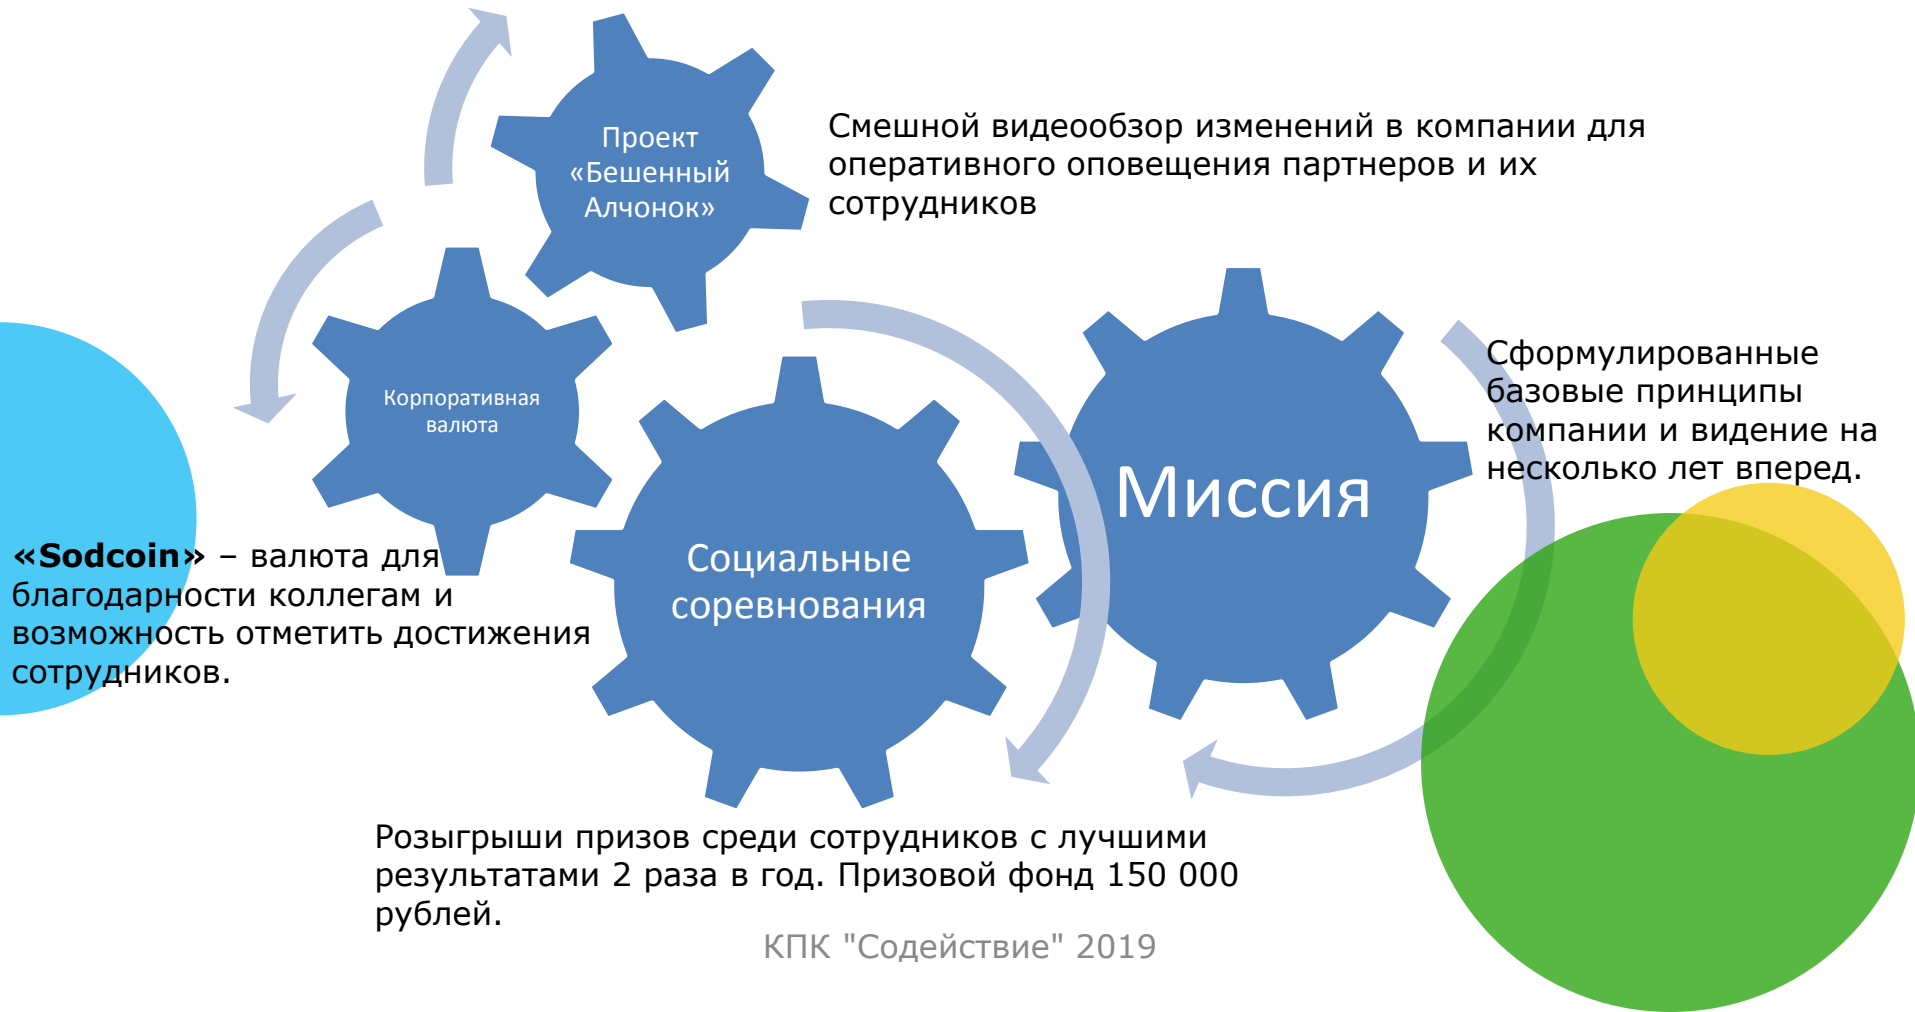 Проект
«Бешенный
Алчонок»
Смешной видеообзор изменений в компании для
оперативного оповещения партнеров и их
сотрудников
Корпоративная
валюта
«Sodcoin» – валюта для
благодарности коллегам и
возможность отметить достижения
сотрудников.
Социальные
соревнования
Розыгрыши призов среди сотрудников с лучшими
результатами 2 раза в год. Призовой фонд 150 000
рублей.
Миссия
Сформулированные
базовые принципы
компании и видение на
несколько лет вперед.
КПК "Содействие" 2019